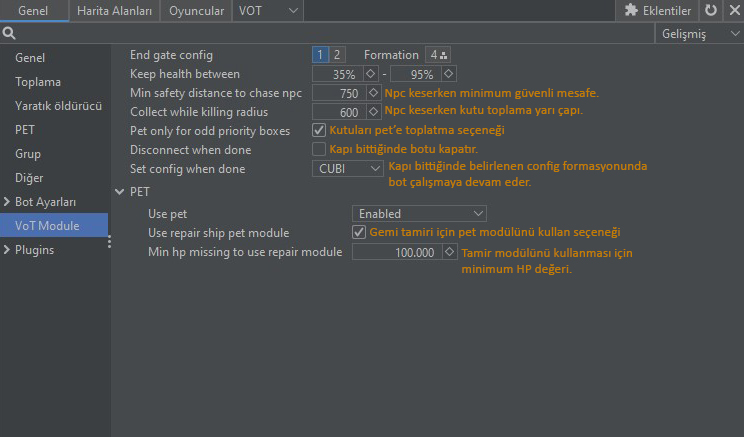 Genel Harita Alanları Oyuncular VOT Eklentiler
Gelişmiş
Genel
Toplama
Yaratık öldürücü
PET
Grup
Diğer
Bot Ayarları
VoT Module
Plugins
End gate config 1 2 Formation 4
Keep health between 35% - 95%
Min safety distance to chase npc 750 Npc keserken minimum güvenli mesafe.
Collect while killing radius 600 Npc keserken kutu toplama yarı çapı.
Pet only for odd priority boxes Kutuları pet'e toplatma seçeneği
Disconnect when done Kapı bittiğinde botu kapatır.
Set config when done CUBI Kapı bittiğinde belirlenen config formasyonunda
bot çalışmaya devam eder.
PET
Use pet Enabled
Use repair ship pet module Gemi tamiri için pet modülünü kullan seçeneği
Min hp missing to use repair module 100.000 Tamir modülünü kullanması için
minimum HP değeri.